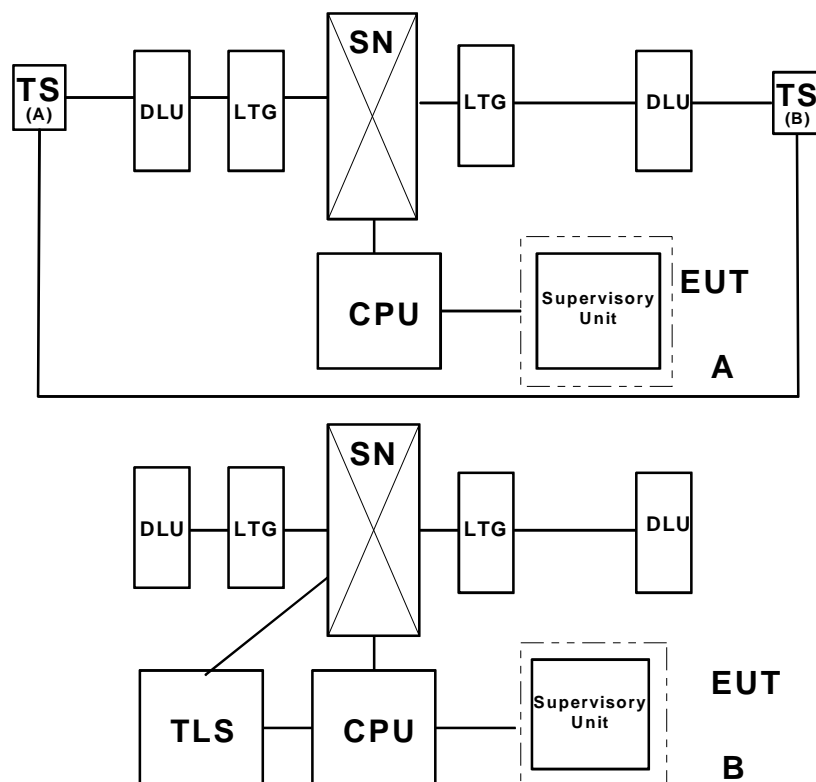 SN
TS
(A)
DLU
LTG
LTG
DLU
TS
(B)
CPU
Supervisory
Unit
EUT
A
SN
DLU
LTG
LTG
DLU
TLS
CPU
Supervisory
Unit
EUT
B